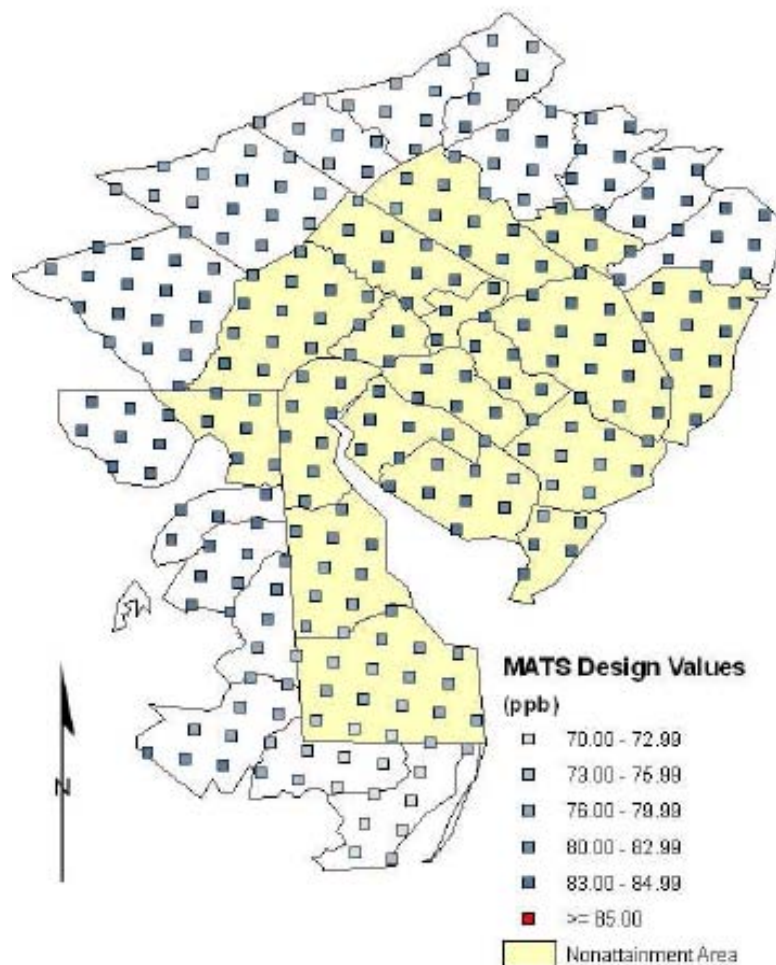 MATS Design Values
(ppb)
70.00 - 72.99
73.00 - 75.99
76.00 - 79.99
80.00 - 82.99
83.00 - 84.99
>= 85.00
Nonattainment Area
N